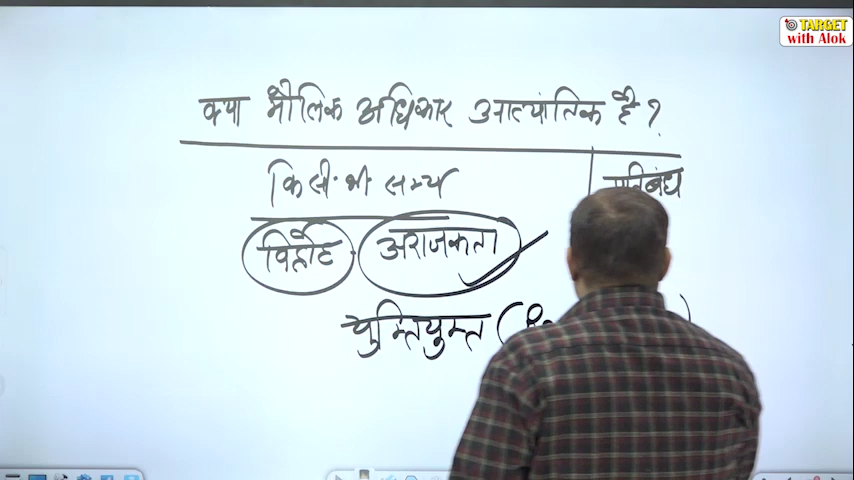 TARGET
with Alok
क्या मौलिक अधिकार आत्यांतिक है ?
किसी भी सभ्य
विद्रोह अराजकता
युक्तियुक्त (